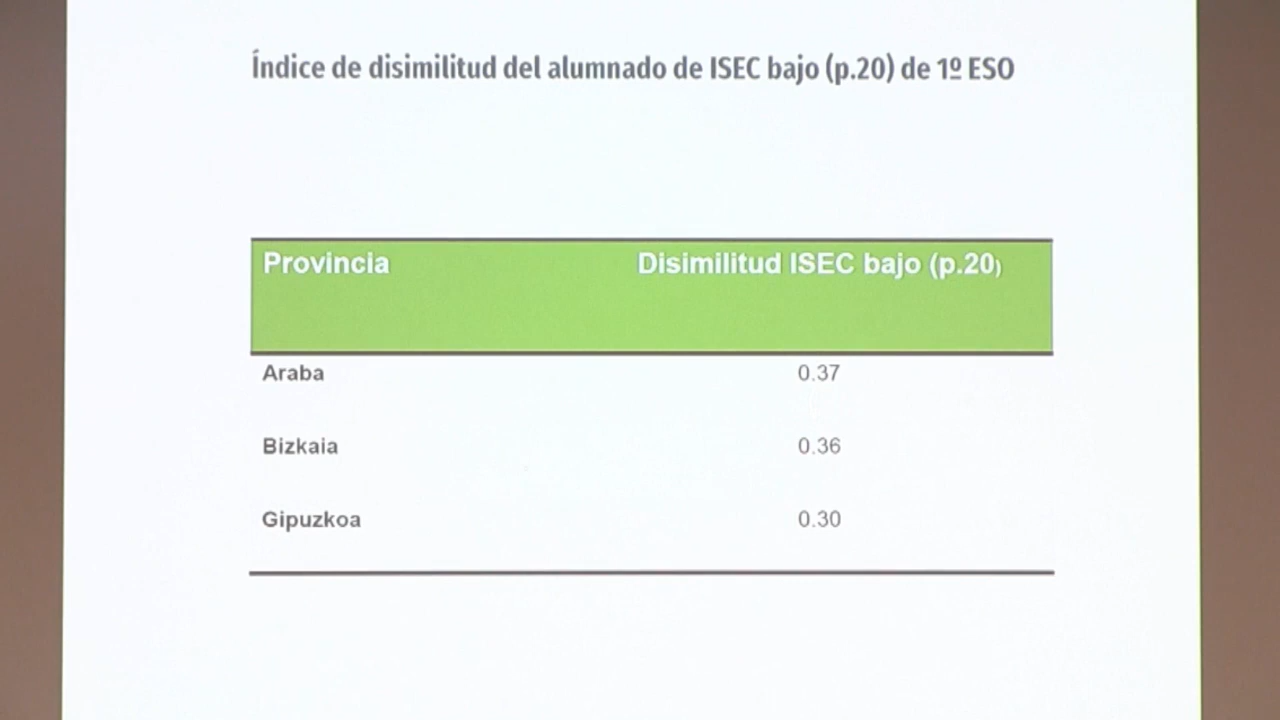 Índice de disimilitud del alumnado de ISEC bajo (p.20) de 1º ESO
Provincia Disimilitud ISEC bajo (p.20)
Araba 0.37
Bizkaia 0.36
Gipuzkoa 0.30